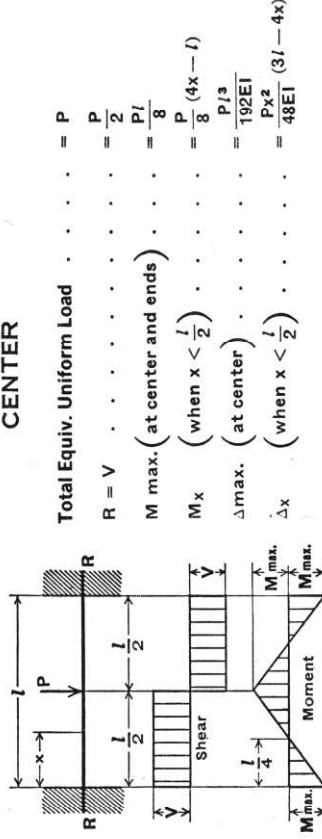 CENTER
Total Equiv. Uniform Load . . . . = P
R = V . . . . . . . . . . . = P/2
M max. (at center and ends) . . . . = Pl/8
Mx (when x < l/2) . . . . . . = P/8 (4x − l)
Δmax. (at center) . . . . . . = Pl³/192EI
Δx (when x < l/2) . . . . . . = Px²/48EI (3l − 4x)
l
x
P
R
R
l/2
l/2
V
Shear
V
l/4
M max.
M max.
Moment
M max.